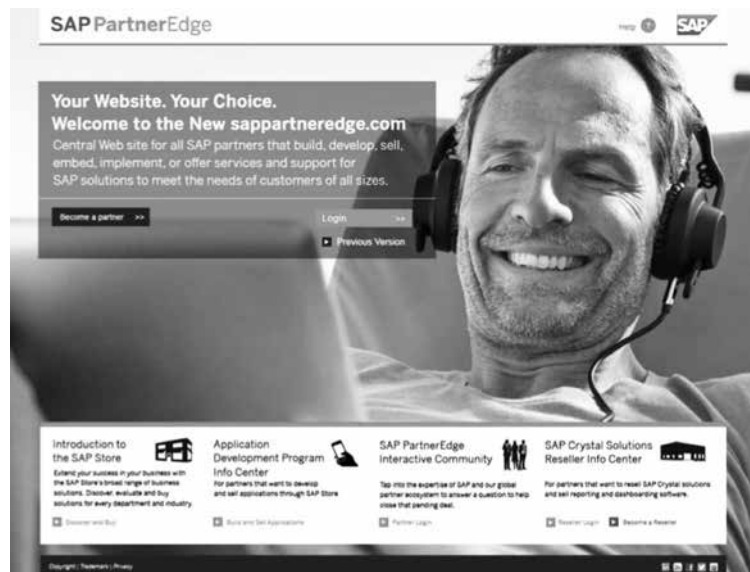 SAP PartnerEdge
Help ?
SAP
Your Website. Your Choice.
Welcome to the New sappartneredge.com
Central Web site for all SAP partners that build, develop, sell,
embed, implement, or offer services and support for
SAP solutions to meet the needs of customers of all sizes.
Become a partner >>
Login >>
Previous Version
Introduction to
the SAP Store
Extend your success in your business with
the SAP Store's broad range of business
solutions. Discover, evaluate and buy
solutions for every department and industry.
Discover and Buy
Application
Development Program
Info Center
For partners that want to develop
and sell applications through SAP Store
Build and Sell Applications
SAP PartnerEdge
Interactive Community
Tap into the expertise of SAP and our global
partner ecosystem to answer a question to help
close that pending deal.
Partner Login
SAP Crystal Solutions
Reseller Info Center
For partners that want to resell SAP Crystal solutions
and sell reporting and dashboarding software.
Reseller Login
Become a Reseller
Copyright | Trademark | Privacy